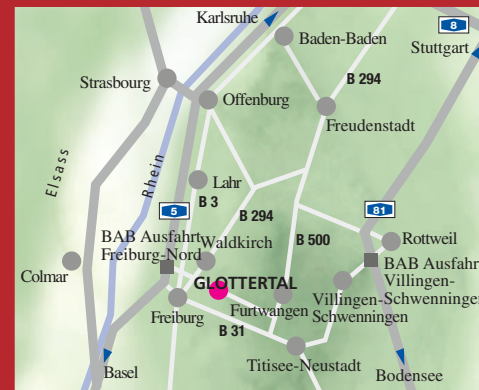 Karlsruhe
8
Baden-Baden
Stuttgart
Strasbourg
B 294
Offenburg
Freudenstadt
Elsass
Rhein
Lahr
B 3
5
B 294
81
BAB Ausfahrt
Freiburg-Nord
Waldkirch
B 500
Rottweil
Colmar
GLOTTERTAL
BAB Ausfahr
Villingen-
Schwenningen
Freiburg
Furtwangen
Villingen-
Schwenningen
B 31
Titisee-Neustadt
Basel
Bodensee